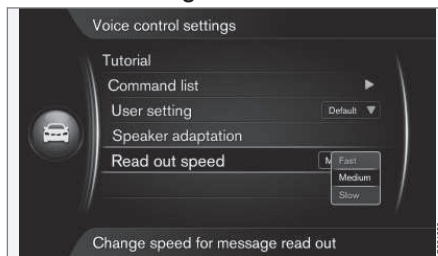 Voice control settings
Tutorial
Command list
User setting Default
Speaker adaptation
Read out speed M Fast
Medium
Slow
Change speed for message read out